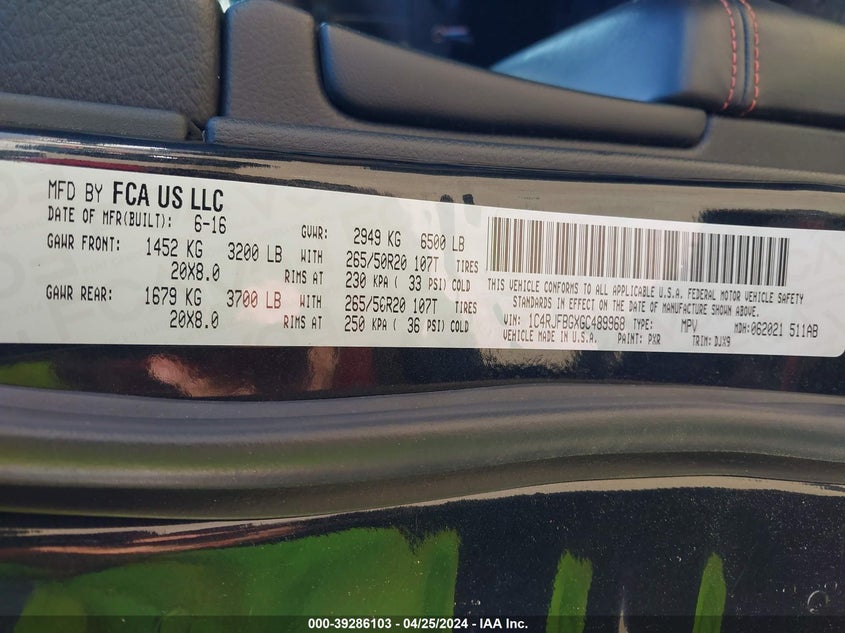 MFD BY FCA US LLC
DATE OF MFR(BUILT): 6-16 GVWR: 2949 KG 6500 LB
GAWR FRONT: 1452 KG 3200 LB WITH 265/50R20 107T TIRES
20X8.0 RIMS AT 230 KPA ( 33 PSI) COLD
GAWR REAR: 1679 KG 3700 LB WITH 265/50R20 107T TIRES
20X8.0 RIMS AT 250 KPA ( 36 PSI) COLD
THIS VEHICLE CONFORMS TO ALL APPLICABLE U.S.A. FEDERAL MOTOR VEHICLE SAFETY
STANDARDS IN EFFECT ON THE DATE OF MANUFACTURE SHOWN ABOVE.
VIN: 1C4RJFBGXGC489968 TYPE: MPV MDH:062021 511AB
VEHICLE MADE IN U.S.A. PAINT: PXR TRIM: DJX9
000-39286103 - 04/25/2024 - IAA Inc.